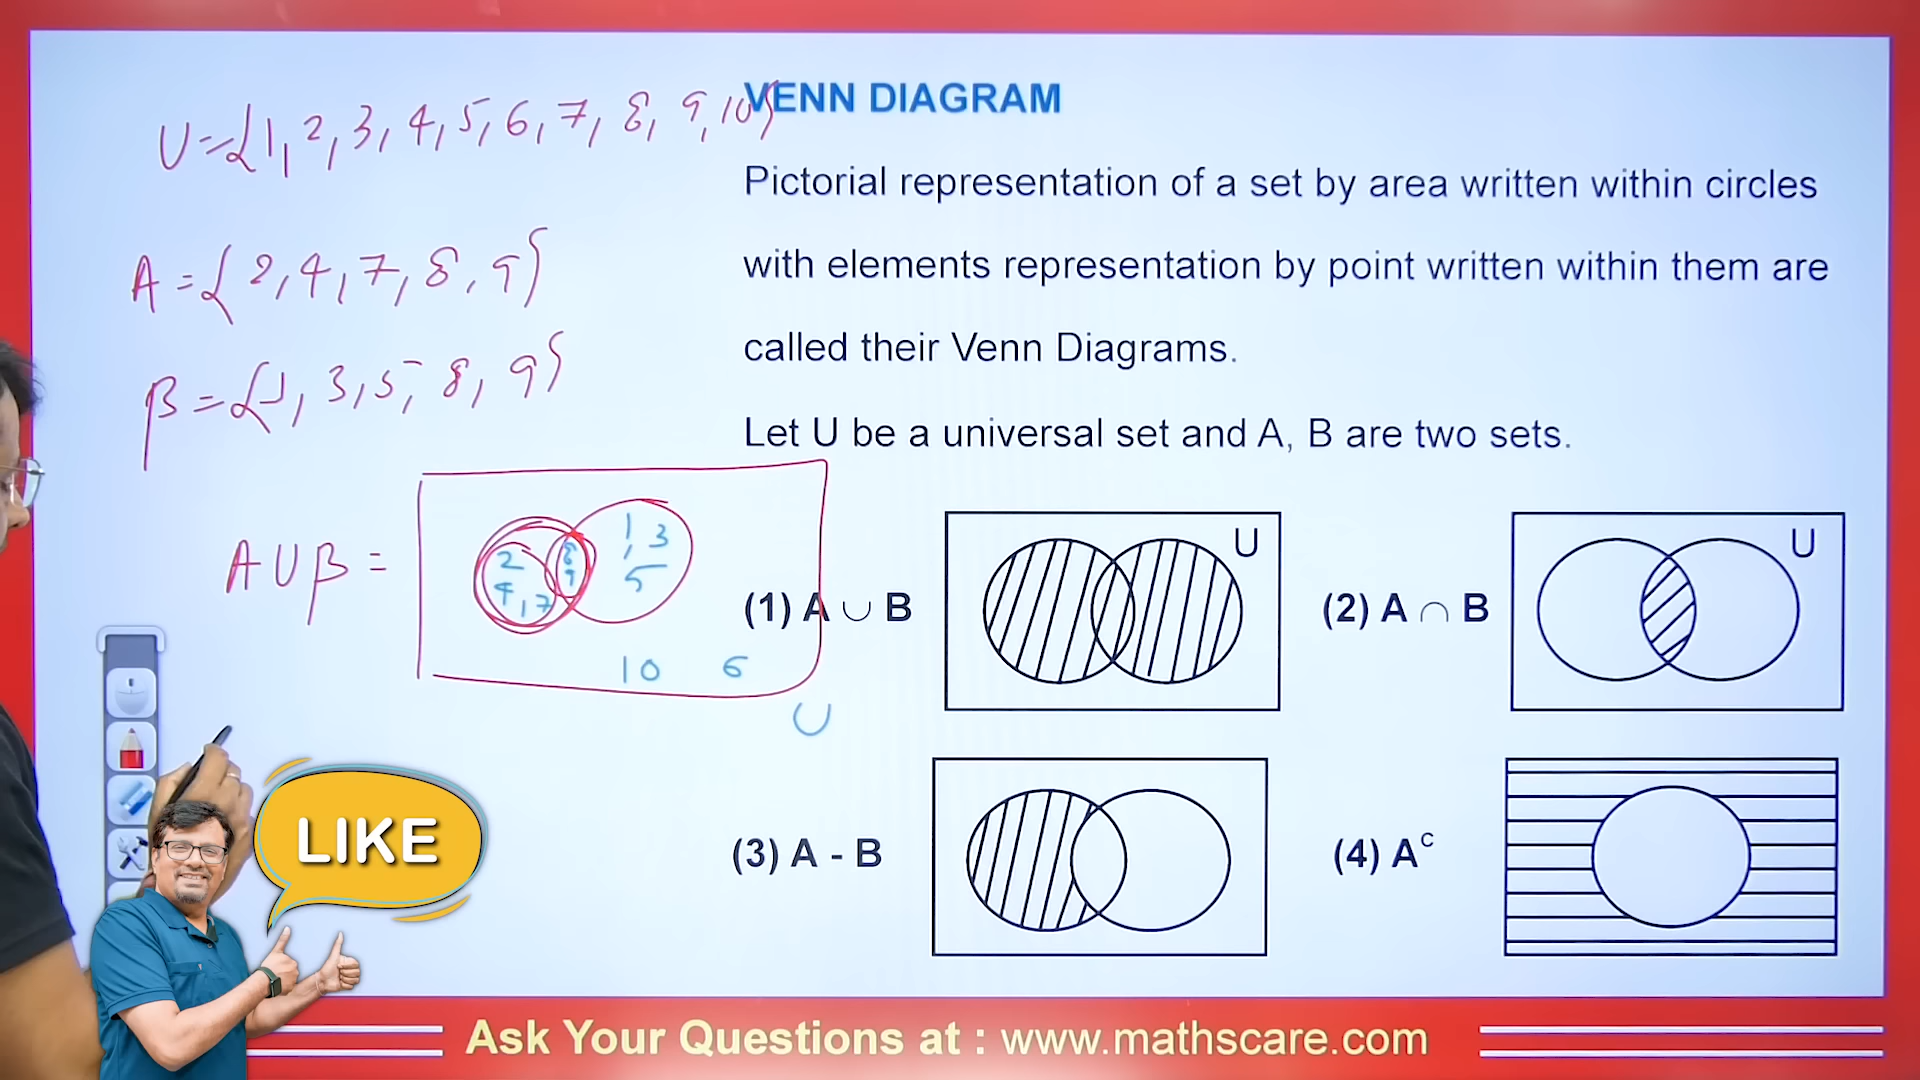 U={1, 2, 3, 4, 5, 6, 7, 8, 9, 10}
A={2, 4, 7, 8, 9}
B={1, 3, 5, 8, 9}
A∪B=
2
4, 7
8
9
1, 3
5
10 6
U
VENN DIAGRAM
Pictorial representation of a set by area written within circles
with elements representation by point written within them are
called their Venn Diagrams.
Let U be a universal set and A, B are two sets.
(1) A ∪ B
U
(2) A ∩ B
U
(3) A - B
(4) Aᶜ
LIKE
Ask Your Questions at : www.mathscare.com